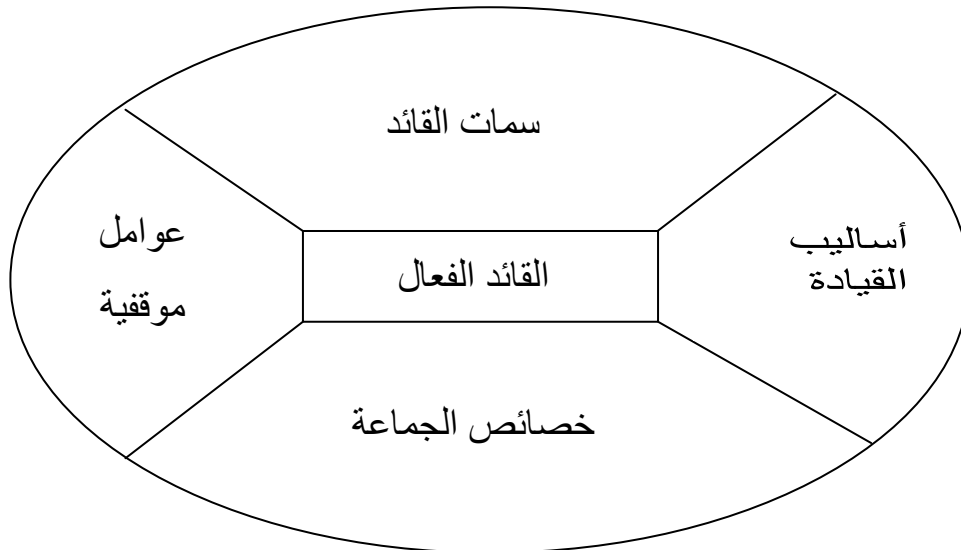 سمات القائد
أساليب
القيادة
القائد الفعال
عوامل
موقفية
خصائص الجماعة